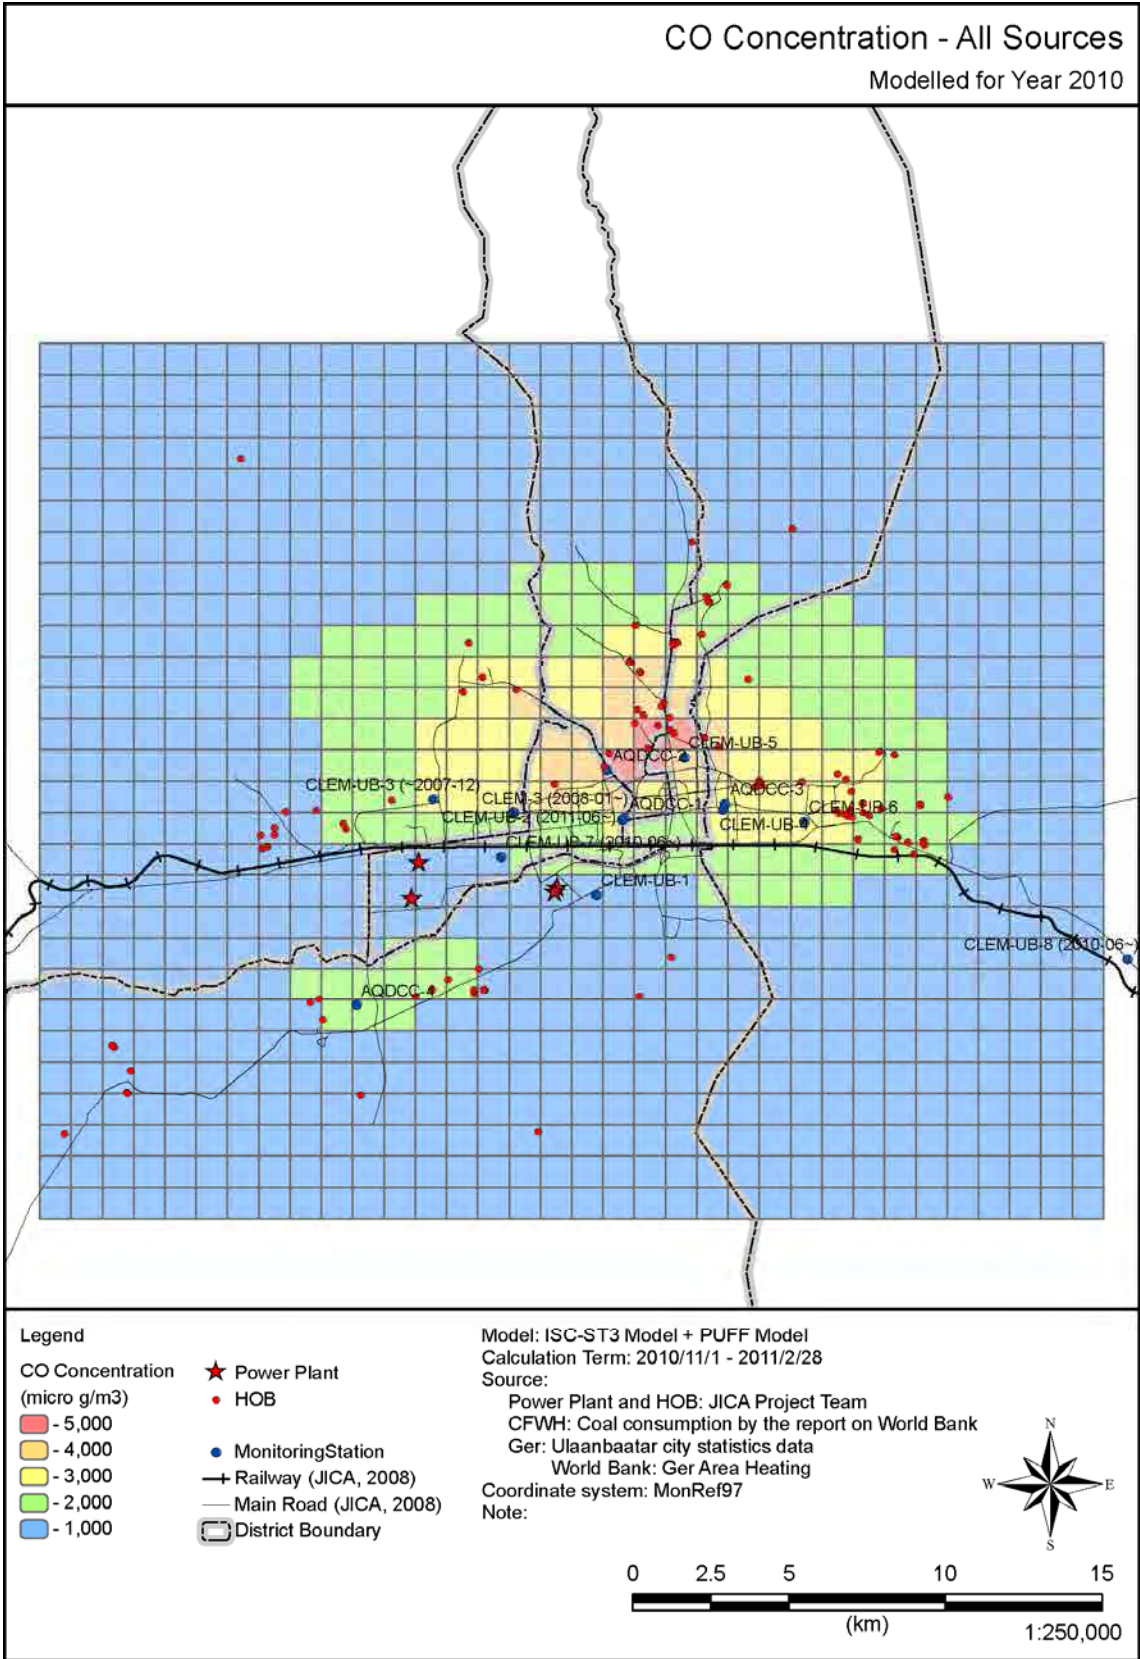 CO Concentration - All Sources
Modelled for Year 2010
CLEM-UB-5
AQDCC-2
CLEM-UB-3 (~2007-12)
AQDCC-3
CLEM-3 (2008-01~)
AQDCC-1
CLEM-UB-6
CLEM-UB-2 (2011-06~)
CLEM-UB-4
CLEM-UB-7 (2010-06~)
CLEM-UB-1
CLEM-UB-8 (2010-06~)
AQDCC-4
Legend
CO Concentration
(micro g/m3)
- 5,000
- 4,000
- 3,000
- 2,000
- 1,000
Power Plant
HOB
MonitoringStation
Railway (JICA, 2008)
Main Road (JICA, 2008)
District Boundary
Model: ISC-ST3 Model + PUFF Model
Calculation Term: 2010/11/1 - 2011/2/28
Source:
Power Plant and HOB: JICA Project Team
CFWH: Coal consumption by the report on World Bank
Ger: Ulaanbaatar city statistics data
World Bank: Ger Area Heating
Coordinate system: MonRef97
Note:
N
W
E
S
0 2.5 5 10 15
(km)
1:250,000